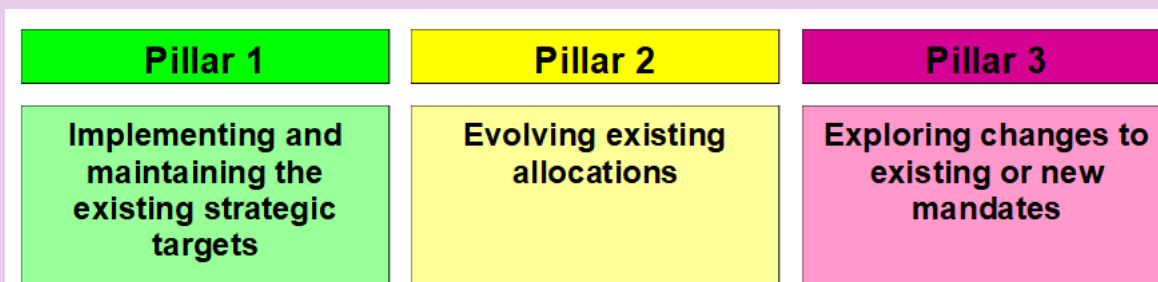 Pillar 1
Implementing and
maintaining the
existing strategic
targets
Pillar 2
Evolving existing
allocations
Pillar 3
Exploring changes to
existing or new
mandates